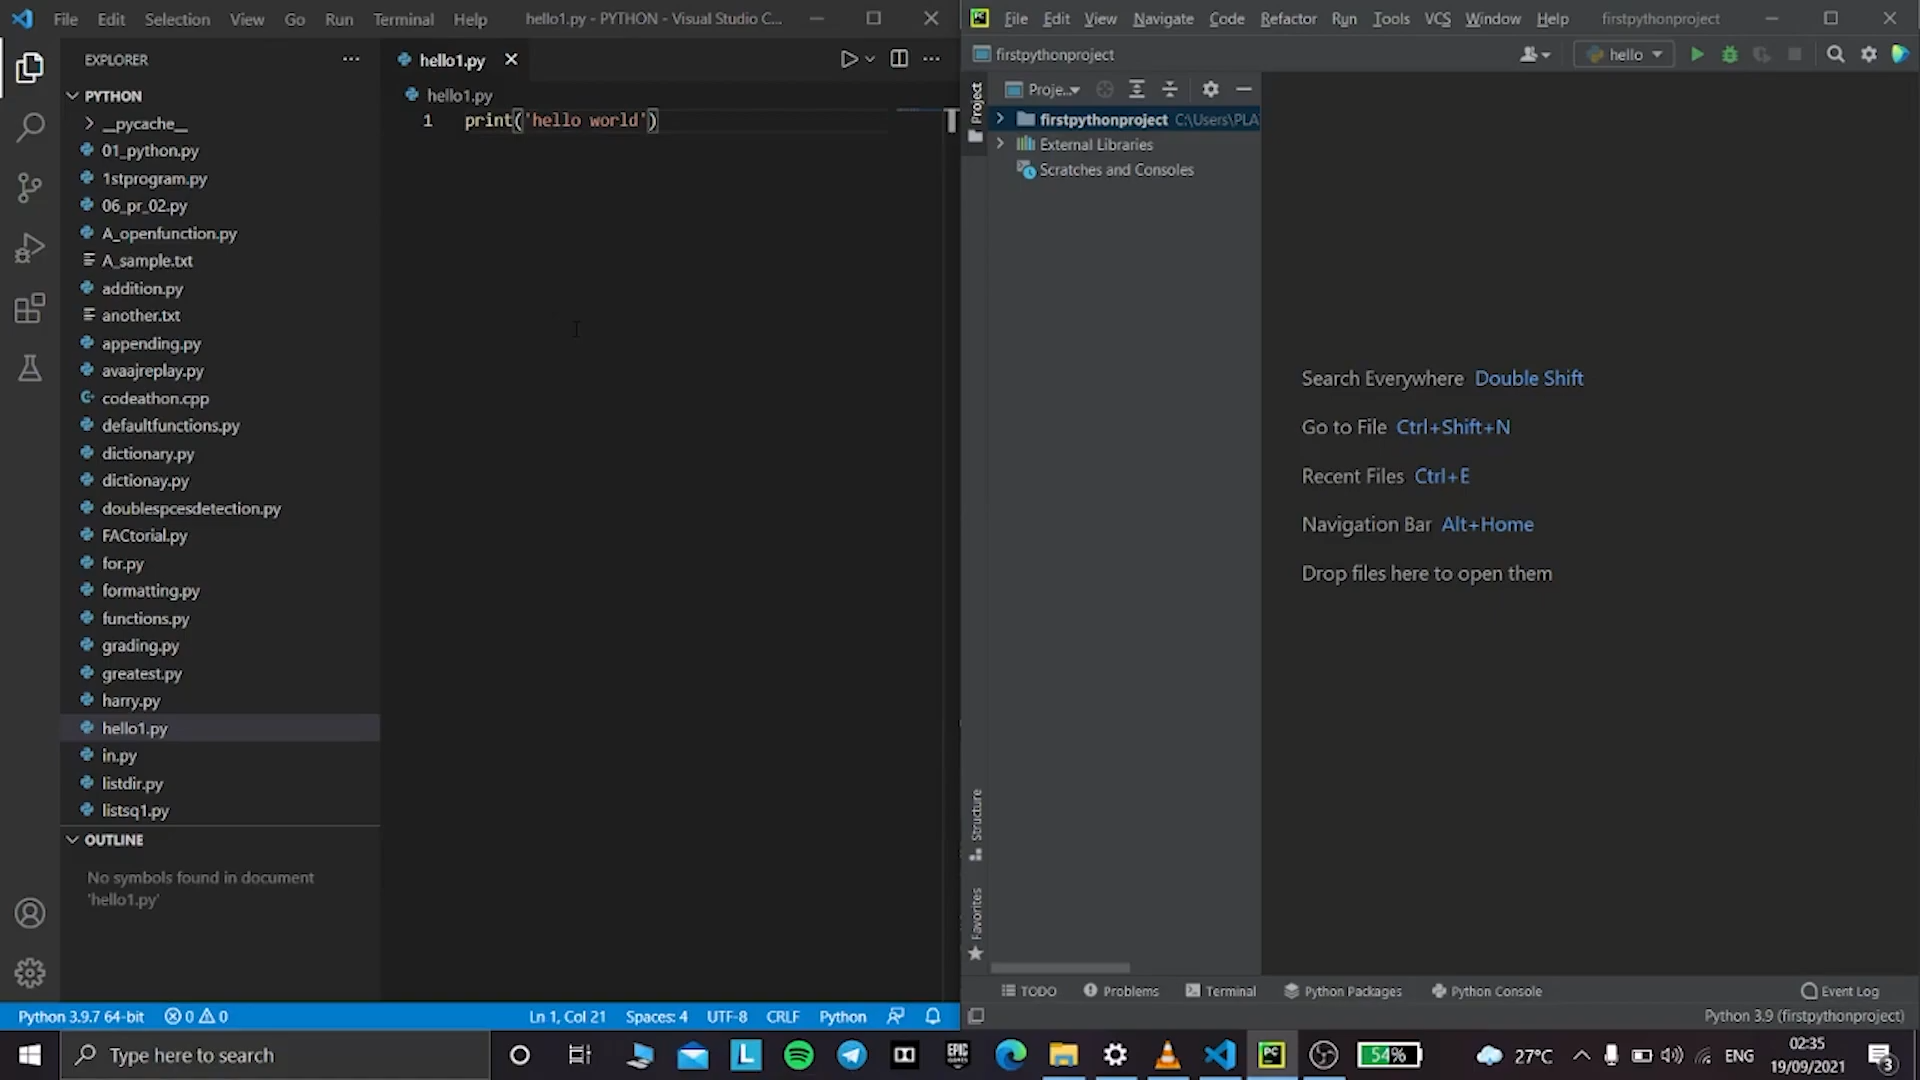 File Edit Selection View Go Run Terminal Help hello1.py - PYTHON - Visual Studio C...
EXPLORER
PYTHON
__pycache__
01_python.py
1stprogram.py
06_pr_02.py
A_openfunction.py
A_sample.txt
addition.py
another.txt
appending.py
avaajreplay.py
codeathon.cpp
defaultfunctions.py
dictionary.py
dictionay.py
doublespcesdetection.py
FACtorial.py
for.py
formatting.py
functions.py
grading.py
greatest.py
harry.py
hello1.py
in.py
listdir.py
listsq1.py
OUTLINE
No symbols found in document
'hello1.py'
hello1.py
hello1.py
1 print('hello world')
Python 3.9.7 64-bit 0 0 Ln 1, Col 21 Spaces: 4 UTF-8 CRLF Python
File Edit View Navigate Code Refactor Run Tools VCS Window Help firstpythonproject
firstpythonproject hello
Project
Proje...
firstpythonproject C:\Users\PLA
External Libraries
Scratches and Consoles
Search Everywhere Double Shift
Go to File Ctrl+Shift+N
Recent Files Ctrl+E
Navigation Bar Alt+Home
Drop files here to open them
Structure
Favorites
TODO Problems Terminal Python Packages Python Console Event Log
Python 3.9 (firstpythonproject)
Type here to search
L
EPIC GAMES
PC
54%
27°C
ENG
02:35
19/09/2021
3